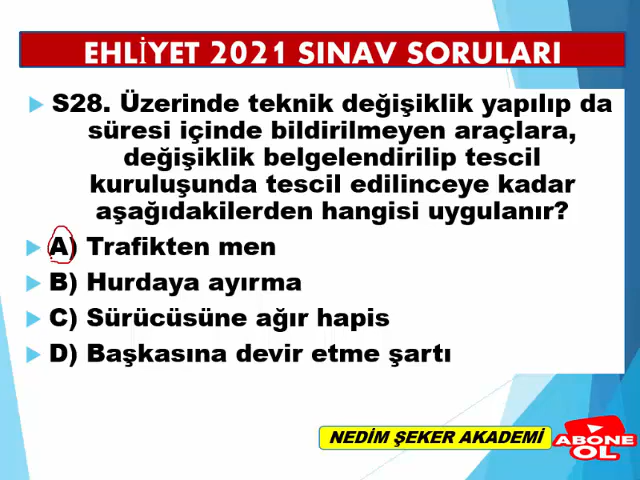 EHLİYET 2021 SINAV SORULARI
S28. Üzerinde teknik değişiklik yapılıp da
süresi içinde bildirilmeyen araçlara,
değişiklik belgelendirilip tescil
kuruluşunda tescil edilinceye kadar
aşağıdakilerden hangisi uygulanır?
A) Trafikten men
B) Hurdaya ayırma
C) Sürücüsüne ağır hapis
D) Başkasına devir etme şartı
NEDİM ŞEKER AKADEMİ
ABONE
OL